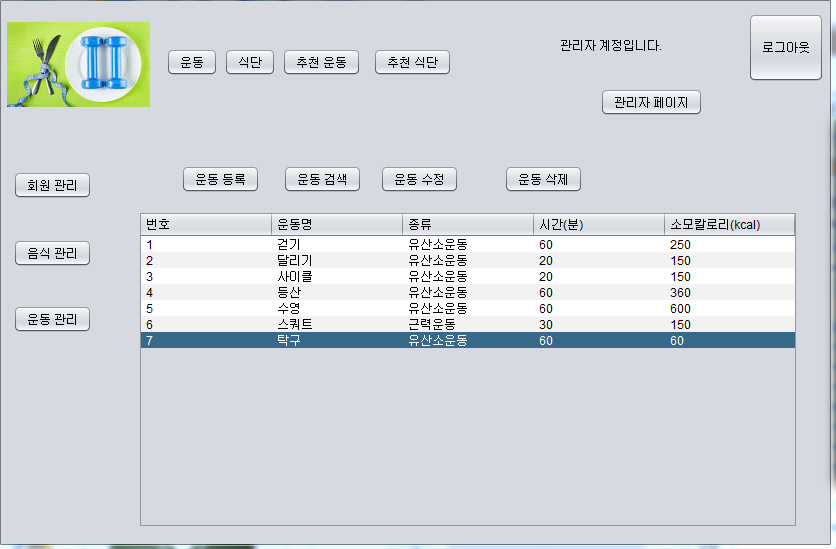 관리자 계정입니다.
로그아웃
운동 식단 추천 운동 추천 식단
관리자 페이지
회원 관리
음식 관리
운동 관리
운동 등록 운동 검색 운동 수정 운동 삭제
번호 운동명 종류 시간(분) 소모칼로리(kcal)
1 걷기 유산소운동 60 250
2 달리기 유산소운동 20 150
3 사이클 유산소운동 20 150
4 등산 유산소운동 60 360
5 수영 유산소운동 60 600
6 스쿼트 근력운동 30 150
7 탁구 유산소운동 60 60